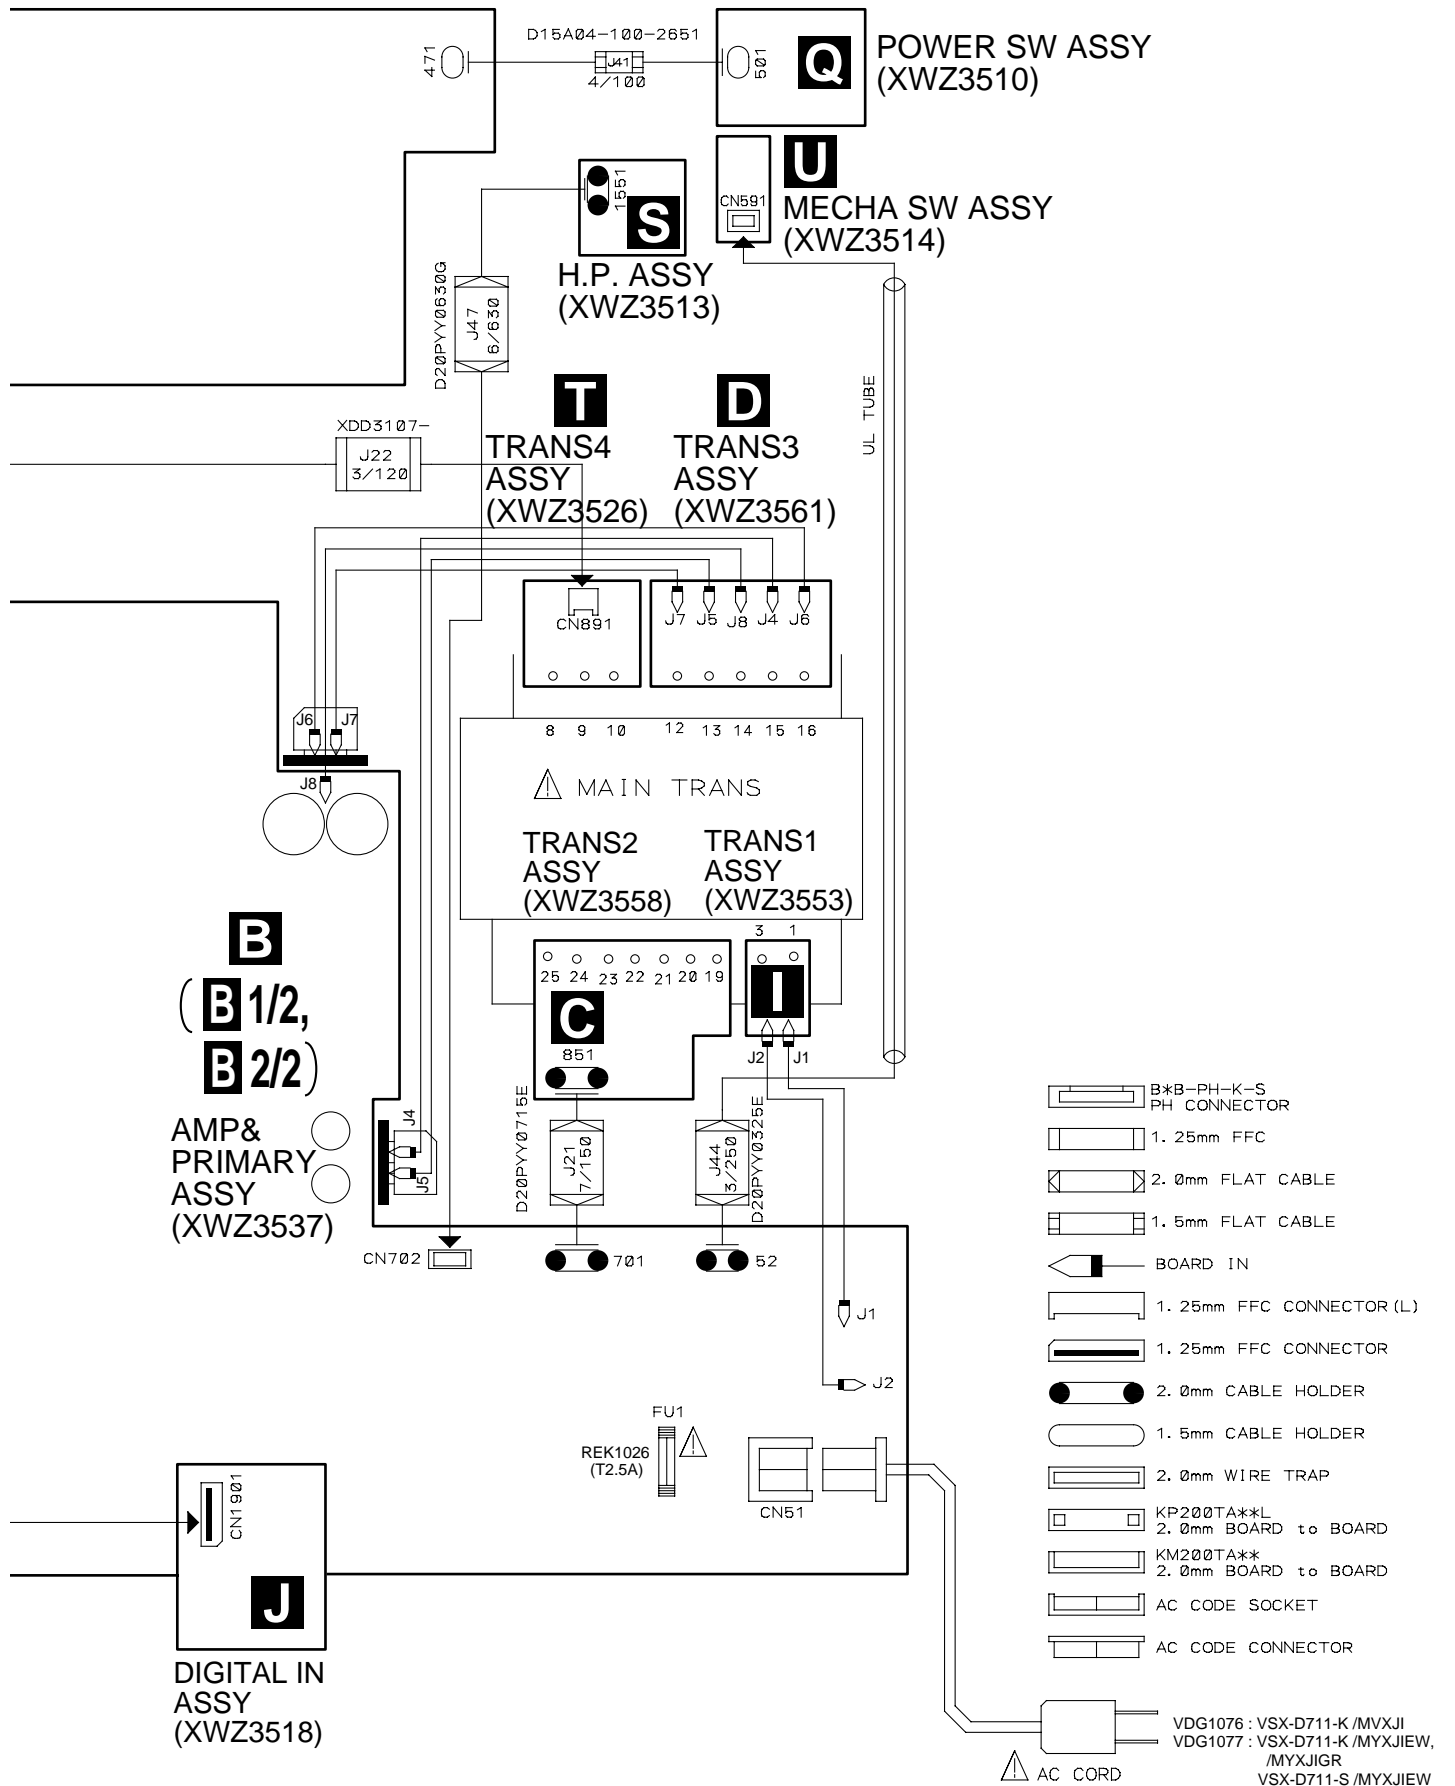 D15A04-100-2651
471
J41
4/100
501
Q
POWER SW ASSY
(XWZ3510)
U
MECHA SW ASSY
(XWZ3514)
CN591
1551
S
H.P. ASSY
(XWZ3513)
D20PYY0630G
J47
6/630
UL TUBE
T
TRANS4
ASSY
(XWZ3526)
D
TRANS3
ASSY
(XWZ3561)
XDD3107-
J22
3/120
CN891
J7 J5 J8 J4 J6
J6 J7
J8
8 9 10 12 13 14 15 16
MAIN TRANS
TRANS2
ASSY
(XWZ3558)
TRANS1
ASSY
(XWZ3553)
3 1
25 24 23 22 21 20 19
C
I
851
J2 J1
B
(B 1/2,
B 2/2)
AMP&
PRIMARY
ASSY
(XWZ3537)
J4
J5
D20PYY0715E
J21
7/150
J44
3/250
D20PYY0325E
CN702
701
52
J1
J2
FU1
REK1026
(T2.5A)
CN51
CN1901
J
DIGITAL IN
ASSY
(XWZ3518)
B*B-PH-K-S
PH CONNECTOR
1.25mm FFC
2.0mm FLAT CABLE
1.5mm FLAT CABLE
BOARD IN
1.25mm FFC CONNECTOR(L)
1.25mm FFC CONNECTOR
2.0mm CABLE HOLDER
1.5mm CABLE HOLDER
2.0mm WIRE TRAP
KP200TA**L
2.0mm BOARD to BOARD
KM200TA**
2.0mm BOARD to BOARD
AC CODE SOCKET
AC CODE CONNECTOR
AC CORD
VDG1076 : VSX-D711-K /MVXJI
VDG1077 : VSX-D711-K /MYXJIEW,
/MYXJIGR
VSX-D711-S /MYXJIEW